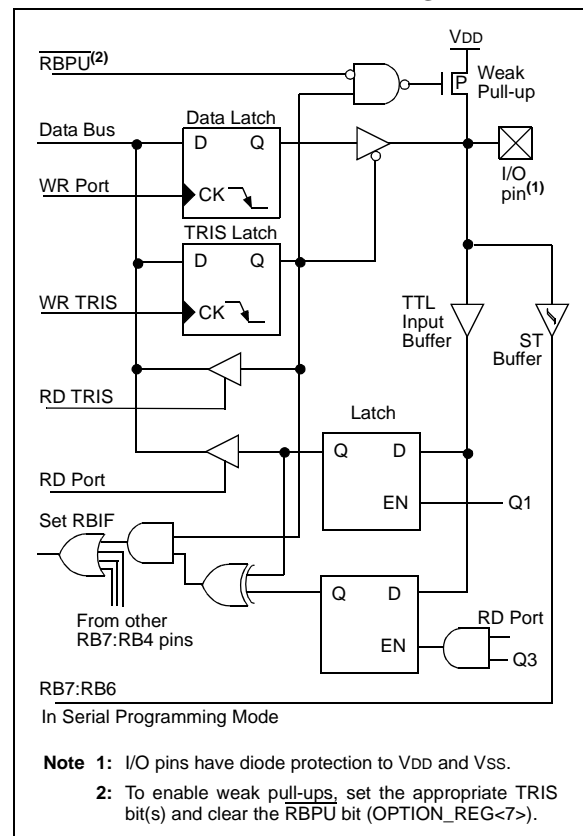 VDD
RBPU(2)
Weak
Pull-up
P
Data Latch
Data Bus
D Q
I/O
pin(1)
WR Port
CK
TRIS Latch
D Q
WR TRIS
CK
TTL
Input
Buffer
ST
Buffer
RD TRIS
Latch
Q D
RD Port
EN
Q1
Set RBIF
Q D
From other
RB7:RB4 pins
RD Port
EN
Q3
RB7:RB6
In Serial Programming Mode
Note 1: I/O pins have diode protection to VDD and VSS.
2: To enable weak pull-ups, set the appropriate TRIS
bit(s) and clear the RBPU bit (OPTION_REG<7>).